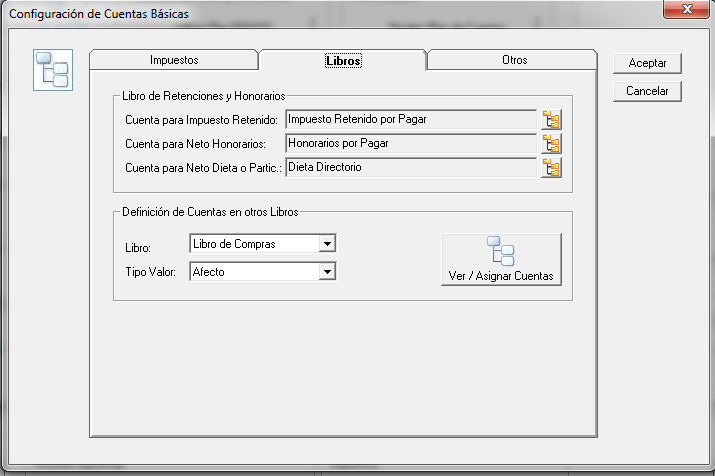 Configuración de Cuentas Básicas
Impuestos
Libros
Otros
Aceptar
Cancelar
Libro de Retenciones y Honorarios
Cuenta para Impuesto Retenido: Impuesto Retenido por Pagar
Cuenta para Neto Honorarios: Honorarios por Pagar
Cuenta para Neto Dieta o Partic.: Dieta Directorio
Definición de Cuentas en otros Libros
Libro: Libro de Compras
Tipo Valor: Afecto
Ver / Asignar Cuentas